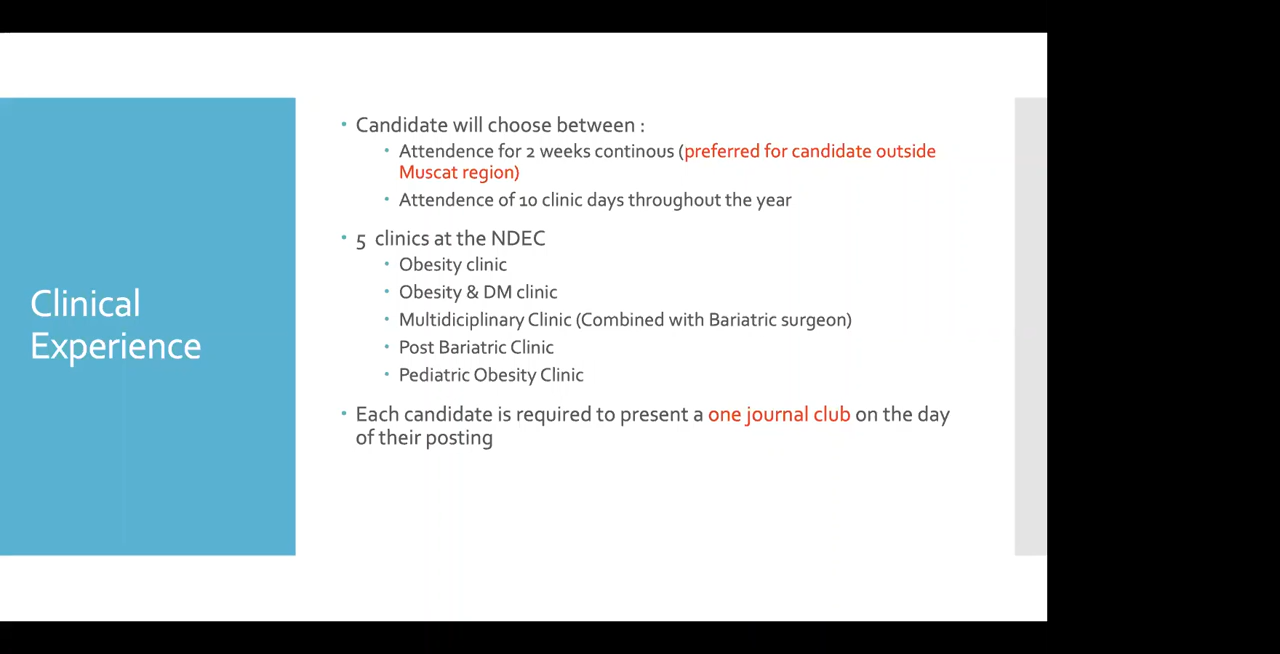 Clinical
Experience
Candidate will choose between :
Attendence for 2 weeks continous (preferred for candidate outside
Muscat region)
Attendence of 10 clinic days throughout the year
5 clinics at the NDEC
Obesity clinic
Obesity & DM clinic
Multidiciplinary Clinic (Combined with Bariatric surgeon)
Post Bariatric Clinic
Pediatric Obesity Clinic
Each candidate is required to present a one journal club on the day
of their posting